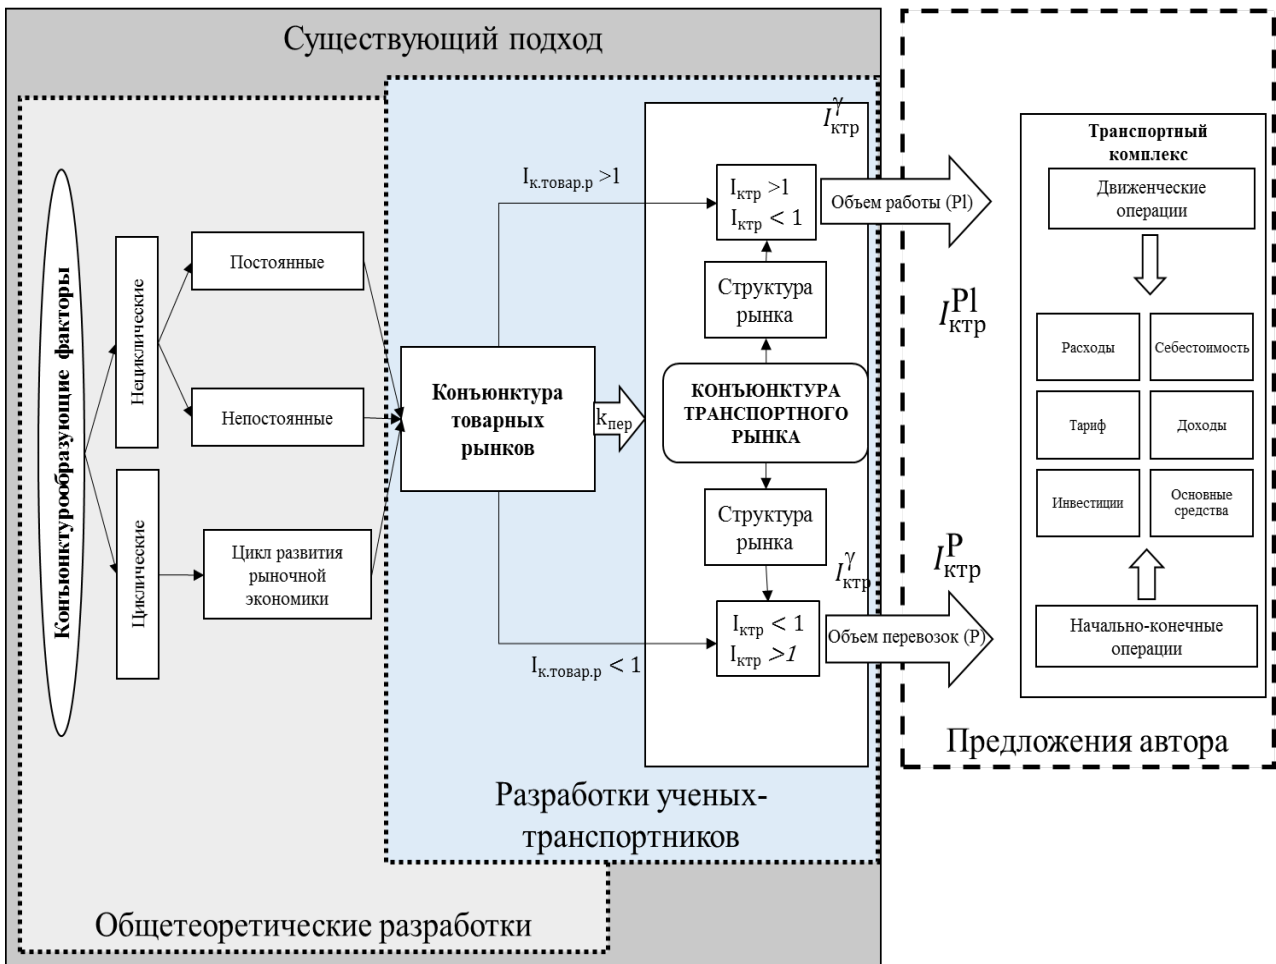 Существующий подход
Конъюнктурообразующие факторы
Нециклические
Циклические
Постоянные
Непостоянные
Цикл развития
рыночной
экономики
Общетеоретические разработки
Конъюнктура
товарных
рынков
kпер
Iк.товар.р >1
Iк.товар.р < 1
Iγктр
Iктр >1
Iктр < 1
Структура
рынка
КОНЪЮНКТУРА
ТРАНСПОРТНОГО
РЫНКА
Структура
рынка
Iγктр
Iктр < 1
Iктр >1
Разработки ученых-
транспортников
Объем работы (Pl)
IPlктр
IPктр
Объем перевозок (P)
Транспортный
комплекс
Движенческие
операции
Расходы
Себестоимость
Тариф
Доходы
Инвестиции
Основные
средства
Начально-конечные
операции
Предложения автора